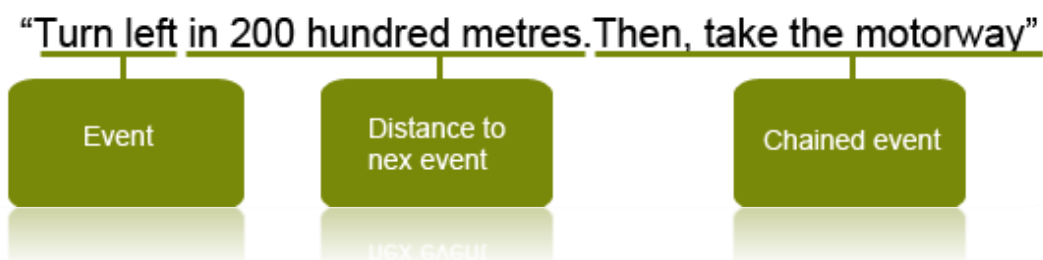 “Turn left in 200 hundred metres.Then, take the motorway”
Event
Distance to
nex event
Chained event